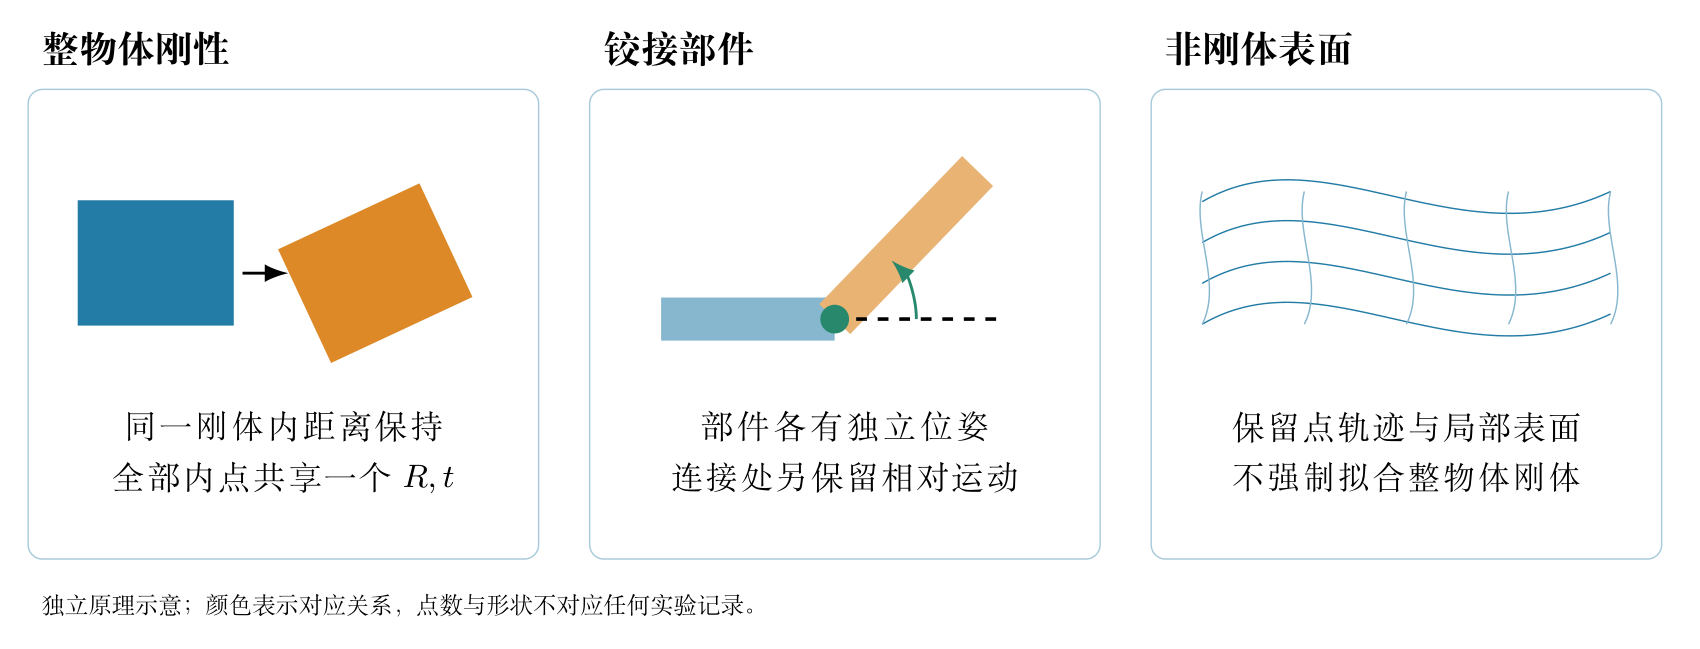 整物体刚性
同一刚体内距离保持
全部内点共享一个 R, t
铰接部件
部件各有独立位姿
连接处另保留相对运动
非刚体表面
保留点轨迹与局部表面
不强制拟合整物体刚体
独立原理示意；颜色表示对应关系，点数与形状不对应任何实验记录。